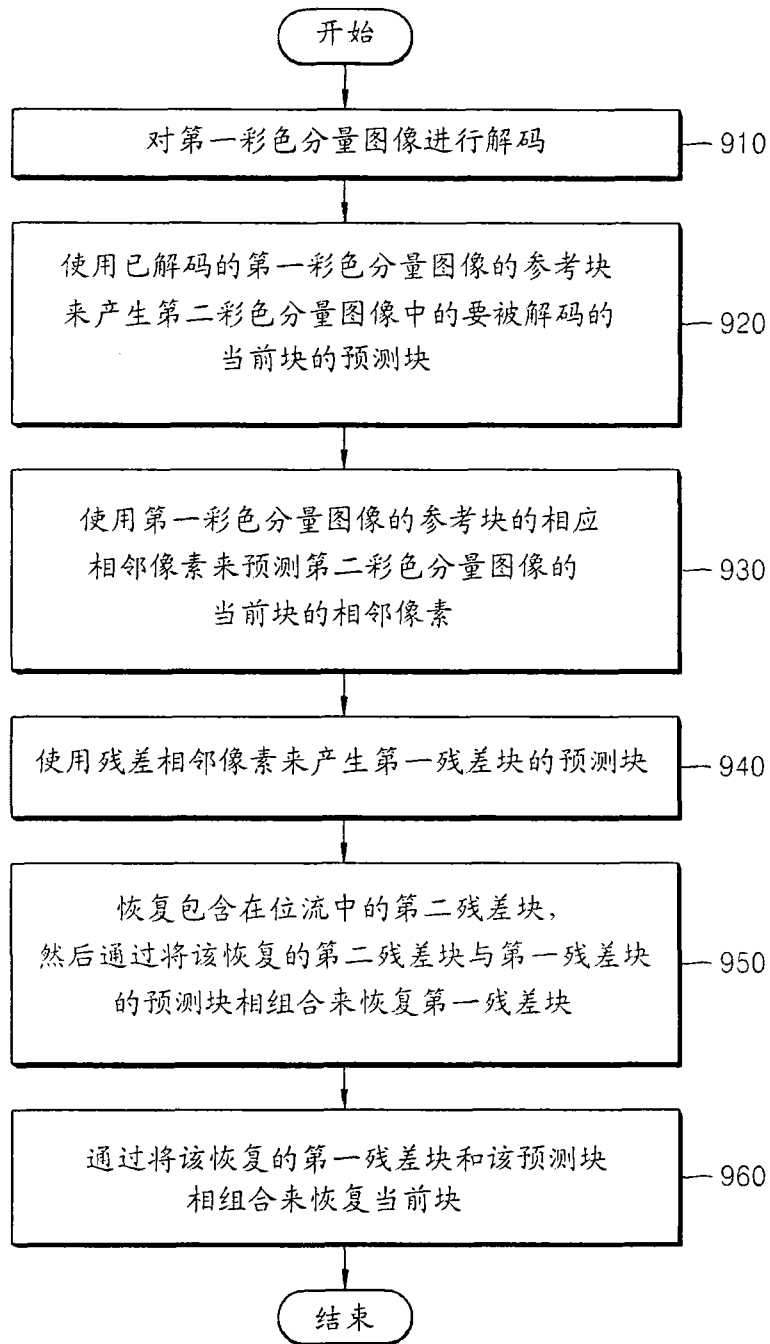 开始
对第一彩色分量图像进行解码
910
使用已解码的第一彩色分量图像的参考块
来产生第二彩色分量图像中的要被解码的
当前块的预测块
920
使用第一彩色分量图像的参考块的相应
相邻像素来预测第二彩色分量图像的
当前块的相邻像素
930
使用残差相邻像素来产生第一残差块的预测块
940
恢复包含在位流中的第二残差块,
然后通过将该恢复的第二残差块与第一残差块
的预测块相组合来恢复第一残差块
950
通过将该恢复的第一残差块和该预测块
相组合来恢复当前块
960
结束